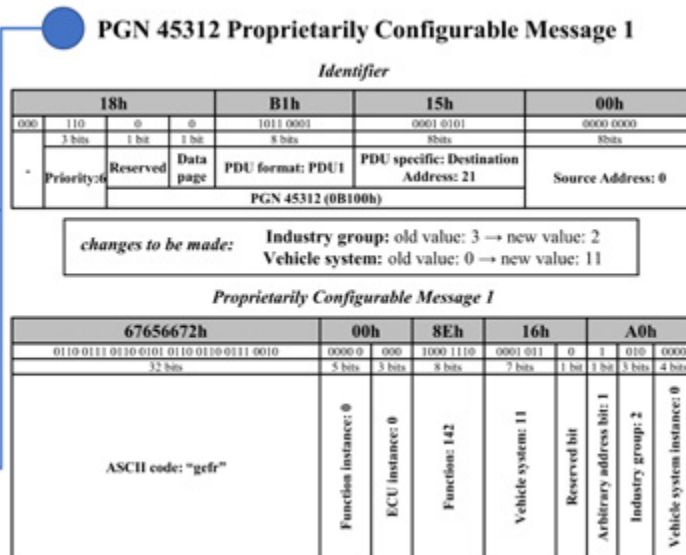 PGN 45312 Proprietarily Configurable Message 1
Identifier
18h B1h 15h 00h
000 110 0 0 1011 0001 0001 0101 0000 0000
3 bits 1 bit 1 bit 8 bits 8bits 8bits
- Priority:6 Reserved Data page PDU format: PDU1 PDU specific: Destination Address: 21 Source Address: 0
PGN 45312 (0B100h)
changes to be made: Industry group: old value: 3 → new value: 2
Vehicle system: old value: 0 → new value: 11
Proprietarily Configurable Message 1
67656672h 00h 8Eh 16h A0h
0110 0111 0110 0101 0110 0110 0111 0010 0000 0 000 1000 1110 0001 011 0 1 010 0000
32 bits 5 bits 3 bits 8 bits 7 bits 1 bit 1 bit 3 bits 4 bits
ASCII code: "gefr" Function instance: 0 ECU instance: 0 Function: 142 Vehicle system: 11 Reserved bit Arbitrary address bit: 1 Industry group: 2 Vehicle system instance: 0